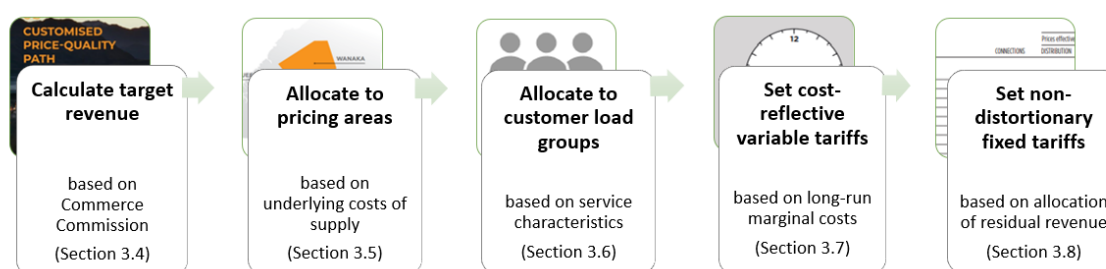 CUSTOMISED
PRICE-QUALITY
PATH
Calculate target
revenue
based on
Commerce
Commission
(Section 3.4)
WANAKA
Allocate to
pricing areas
based on
underlying costs of
supply
(Section 3.5)
Allocate to
customer load
groups
based on service
characteristics
(Section 3.6)
12
Set cost-
reflective
variable tariffs
based on long-run
marginal costs
(Section 3.7)
Prices effective
CONNECTIONS DISTRIBUTION
Set non-
distortionary
fixed tariffs
based on allocation
of residual revenue
(Section 3.8)